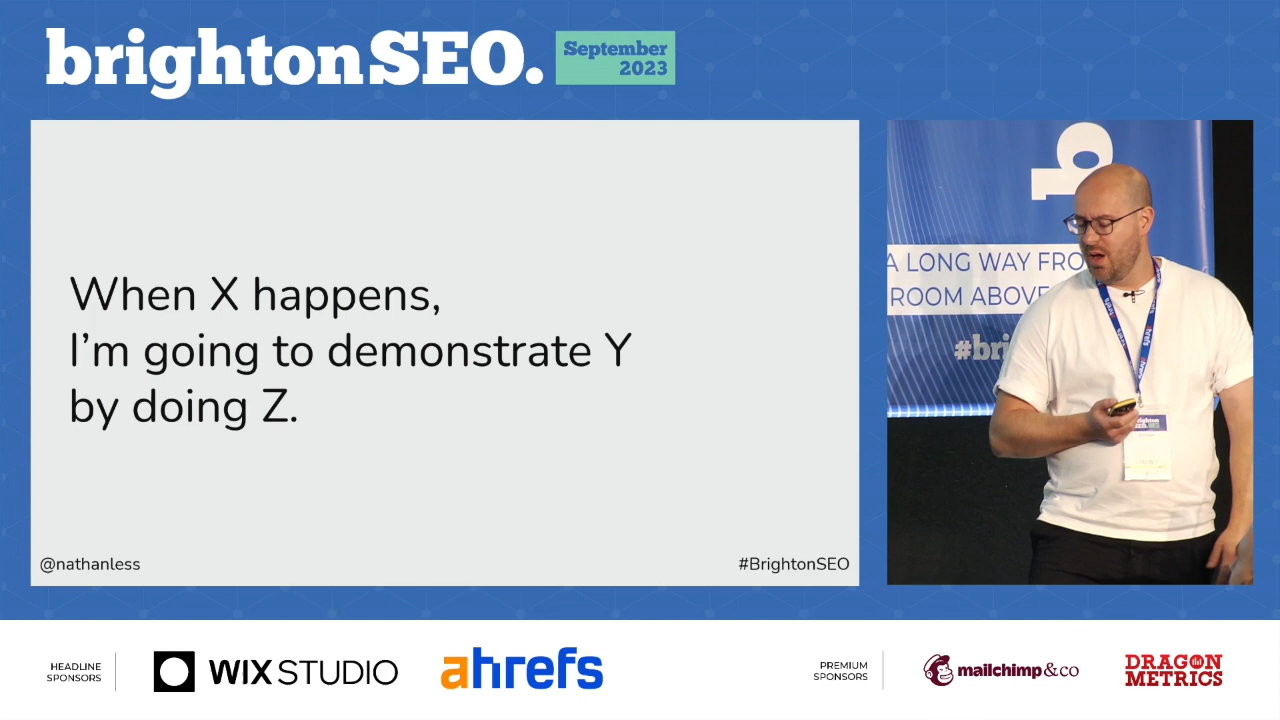 brightonSEO.
September
2023
When X happens,
I'm going to demonstrate Y
by doing Z.
@nathanless
#BrightonSEO
b
A LONG WAY FRO
ROOM ABOVE
#bri
HEADLINE
SPONSORS
WIX STUDIO
ahrefs
PREMIUM
SPONSORS
mailchimp&co
DRAGON
METRICS